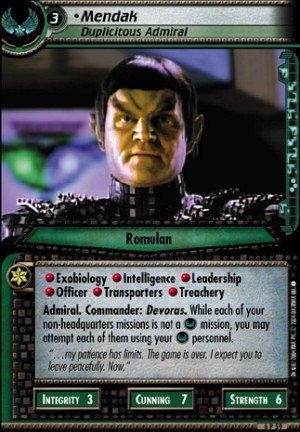 3
• Mendak
Duplicitous Admiral
Romulan
Exobiology Intelligence Leadership
Officer Transporters Treachery
Admiral. Commander: Devoras. While each of your
non-headquarters missions is not a mission, you may
attempt each of them using your personnel.
“…my patience has limits. The game is over. I expect you to
leave peacefully. Now.”
INTEGRITY 3
CUNNING 7
STRENGTH 6